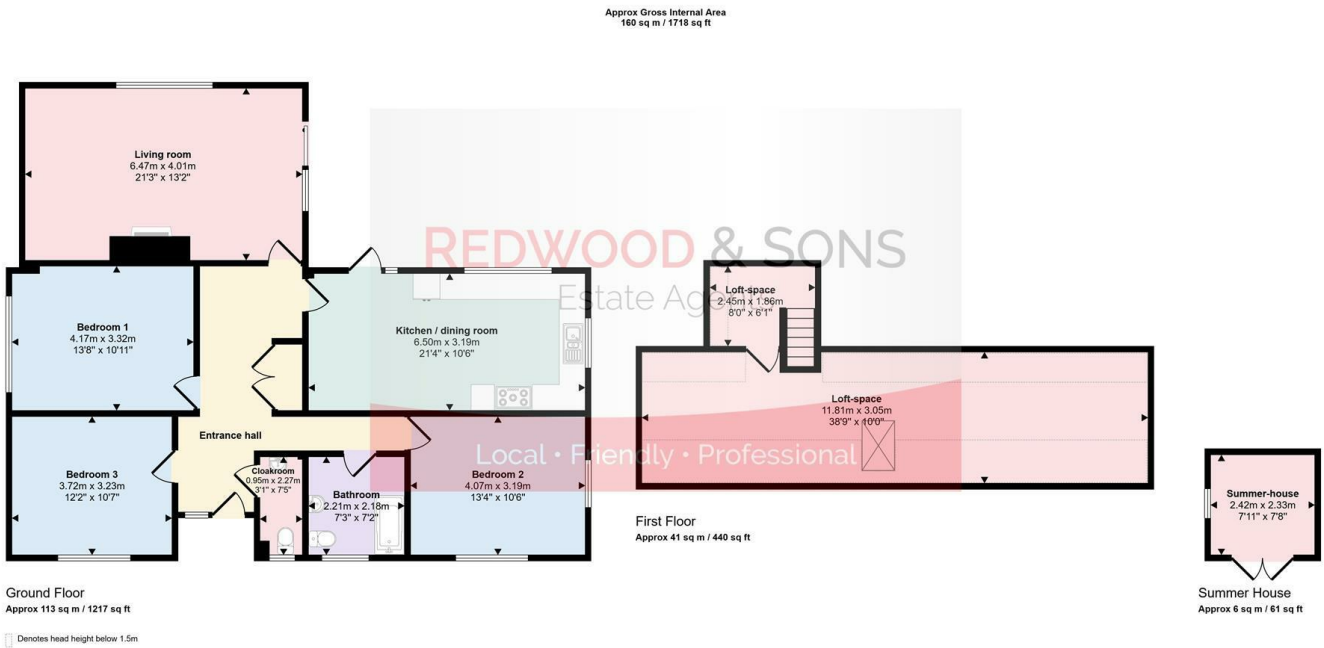 Approx Gross Internal Area
160 sq m / 1718 sq ft
Living room
6.47m x 4.01m
21'3" x 13'2"
REDWOOD & SONS
Estate Age
Bedroom 1
4.17m x 3.32m
13'8" x 10'11"
Kitchen / dining room
6.50m x 3.19m
21'4" x 10'6"
Loft-space
2.45m x 1.86m
8'0" x 6'1"
Loft-space
11.81m x 3.05m
38'9" x 10'0"
Entrance hall
Local • Friendly • Professional
Bedroom 3
3.72m x 3.23m
12'2" x 10'7"
Cloakroom
0.95m x 2.27m
3'1" x 7'5"
Bathroom
2.21m x 2.18m
7'3" x 7'2"
Bedroom 2
4.07m x 3.19m
13'4" x 10'6"
Summer-house
2.42m x 2.33m
7'11" x 7'8"
First Floor
Approx 41 sq m / 440 sq ft
Ground Floor
Approx 113 sq m / 1217 sq ft
Summer House
Approx 6 sq m / 61 sq ft
Denotes head height below 1.5m